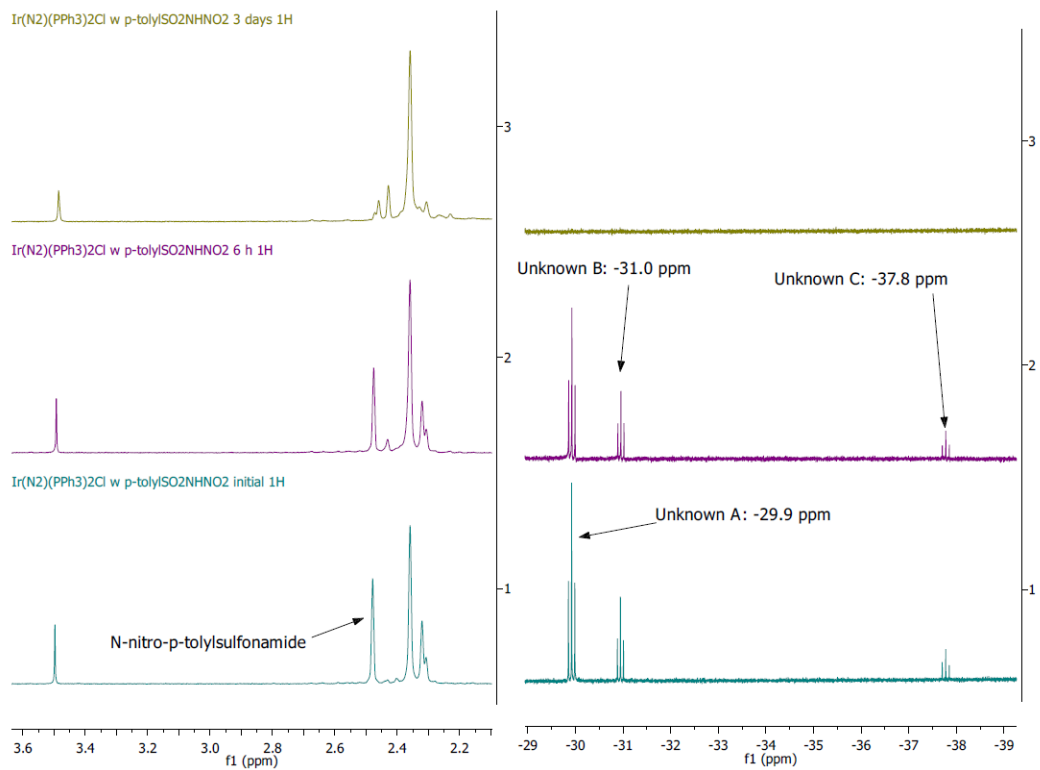 Ir(N2)(PPh3)2Cl w p-tolylSO2NHNO2 3 days 1H
3
3
Ir(N2)(PPh3)2Cl w p-tolylSO2NHNO2 6 h 1H
Unknown B: -31.0 ppm
Unknown C: -37.8 ppm
2
2
Ir(N2)(PPh3)2Cl w p-tolylSO2NHNO2 initial 1H
Unknown A: -29.9 ppm
1
1
N-nitro-p-tolylsulfonamide
3.6 3.4 3.2 3.0 2.8 2.6 2.4 2.2
f1 (ppm)
-29 -30 -31 -32 -33 -34 -35 -36 -37 -38 -39
f1 (ppm)